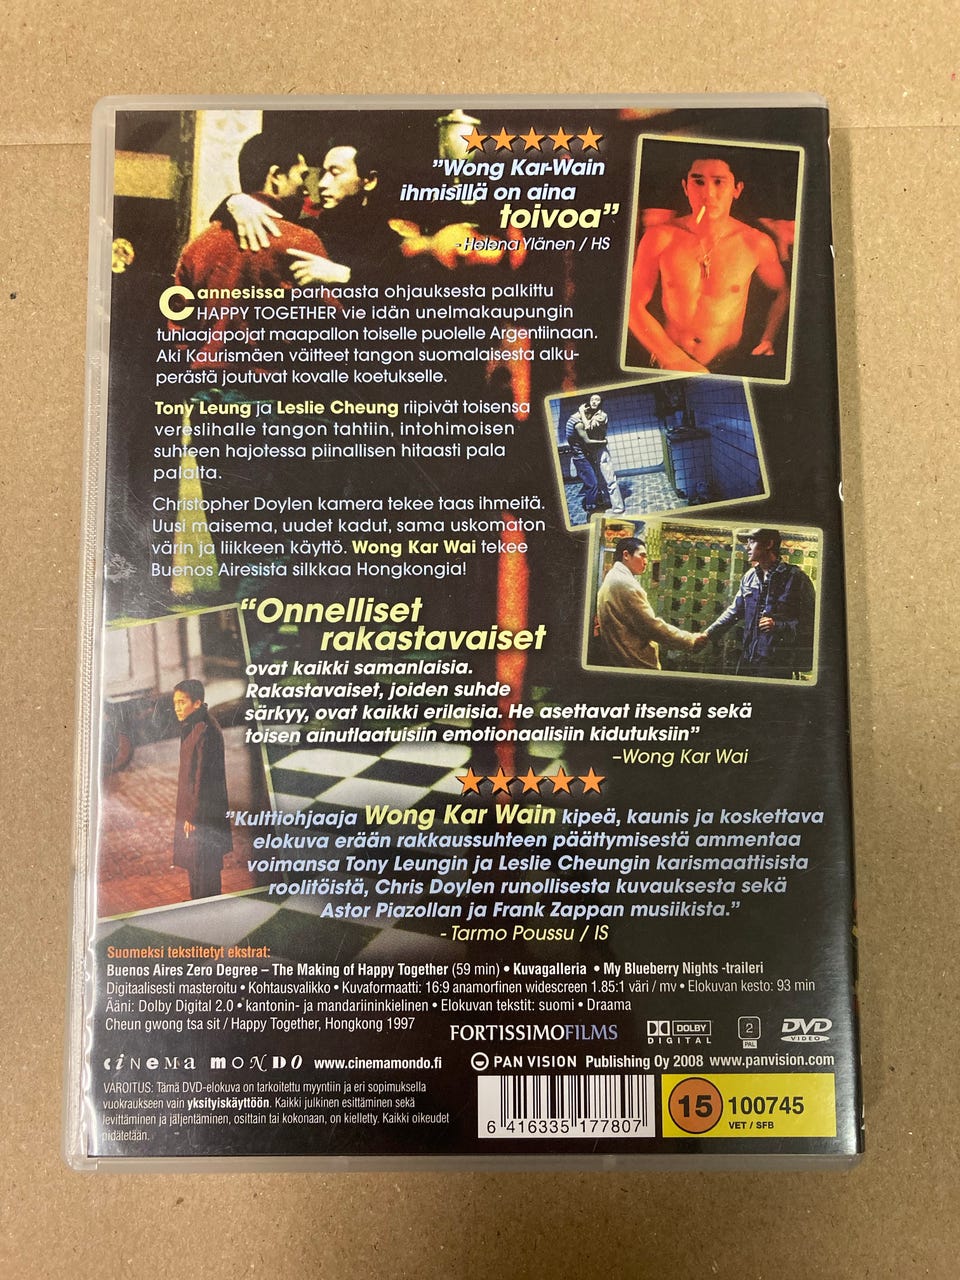 "Wong Kar-Wain
ihmisillä on aina
toivoa"
- Helena Ylänen / HS
Cannesissa parhaasta ohjauksesta palkittu
HAPPY TOGETHER vie idän unelmakaupungin
tuhlaajapojat maapallon toiselle puolelle Argentiinaan.
Aki Kaurismäen väitteet tangon suomalaisesta alku-
perästä joutuvat kovalle koetukselle.
Tony Leung ja Leslie Cheung riipivät toisensa
vereslihalle tangon tahtiin, intohimoisen
suhteen hajotessa piinallisen hitaasti pala
palalta.
Christopher Doylen kamera tekee taas ihmeitä.
Uusi maisema, uudet kadut, sama uskomaton
värin ja liikkeen käyttö. Wong Kar Wai tekee
Buenos Airesista silkkaa Hongkongia!
"Onnelliset
rakastavaiset
ovat kaikki samanlaisia.
Rakastavaiset, joiden suhde
särkyy, ovat kaikki erilaisia. He asettavat itsensä sekä
toisen ainutlaatuisiin emotionaalisiin kidutuksiin"
–Wong Kar Wai
"Kulttiohjaaja Wong Kar Wain kipeä, kaunis ja koskettava
elokuva erään rakkaussuhteen päättymisestä ammentaa
voimansa Tony Leungin ja Leslie Cheungin karismaattisista
roolitöistä, Chris Doylen runollisesta kuvauksesta sekä
Astor Piazollan ja Frank Zappan musiikista."
- Tarmo Poussu / IS
Suomeksi tekstitetyt ekstrat:
Buenos Aires Zero Degree – The Making of Happy Together (59 min) • Kuvagalleria • My Blueberry Nights -traileri
Digitaalisesti masteroitu • Kohtausvalikko • Kuvaformaatti: 16:9 anamorfinen widescreen 1.85:1 väri / mv • Elokuvan kesto: 93 min
Ääni: Dolby Digital 2.0 • kantonin- ja mandariininkielinen • Elokuvan tekstit: suomi • Draama
Cheun gwong tsa sit / Happy Together, Hongkong 1997
FORTISSIMOFILMS
DOLBY
DIGITAL
2
PAL
DVD
VIDEO
CINEMA MONDO www.cinemamondo.fi
PAN VISION Publishing Oy 2008 www.panvision.com
VAROITUS: Tämä DVD-elokuva on tarkoitettu myyntiin ja eri sopimuksella
vuokraukseen vain yksityiskäyttöön. Kaikki julkinen esittäminen sekä
levittäminen ja jäljentäminen, osittain tai kokonaan, on kielletty. Kaikki oikeudet
pidätetään.
6 416335 177807
15 100745
VET / SFB